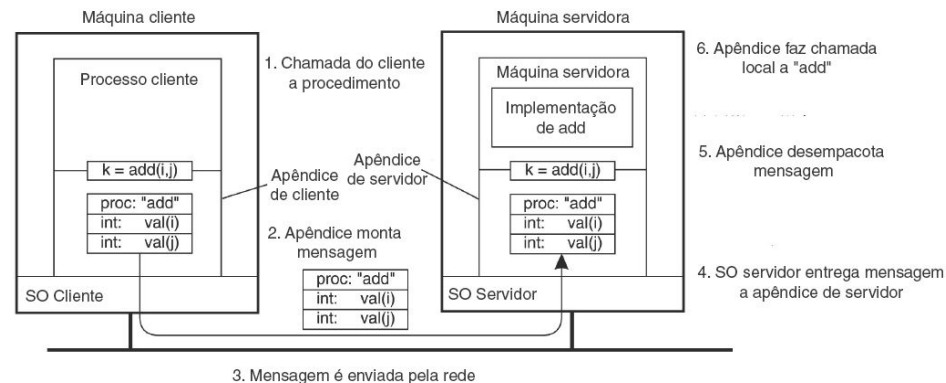 Máquina cliente
Processo cliente
k = add(i,j)
proc: "add"
int: val(i)
int: val(j)
SO Cliente
1. Chamada do cliente
a procedimento
Apêndice
de cliente
2. Apêndice monta
mensagem
proc: "add"
int: val(i)
int: val(j)
3. Mensagem é enviada pela rede
Máquina servidora
Máquina servidora
Implementação
de add
Apêndice
de servidor
k = add(i,j)
proc: "add"
int: val(i)
int: val(j)
SO Servidor
6. Apêndice faz chamada
local a "add"
5. Apêndice desempacota
mensagem
4. SO servidor entrega mensagem
a apêndice de servidor